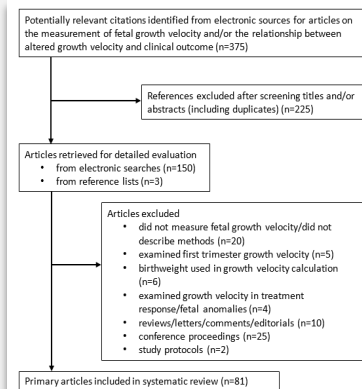 Potentially relevant citations identified from electronic sources for articles on
the measurement of fetal growth velocity and/or the relationship between
altered growth velocity and clinical outcome (n=375)
References excluded after screening titles and/or
abstracts (including duplicates) (n=225)
Articles retrieved for detailed evaluation
• from electronic searches (n=150)
• from reference lists (n=3)
Articles excluded
• did not measure fetal growth velocity/did not
describe methods (n=20)
• examined first trimester growth velocity (n=5)
• birthweight used in growth velocity calculation
(n=6)
• examined growth velocity in treatment
response/fetal anomalies (n=4)
• reviews/letters/comments/editorials (n=10)
• conference proceedings (n=25)
• study protocols (n=2)
Primary articles included in systematic review (n=81)